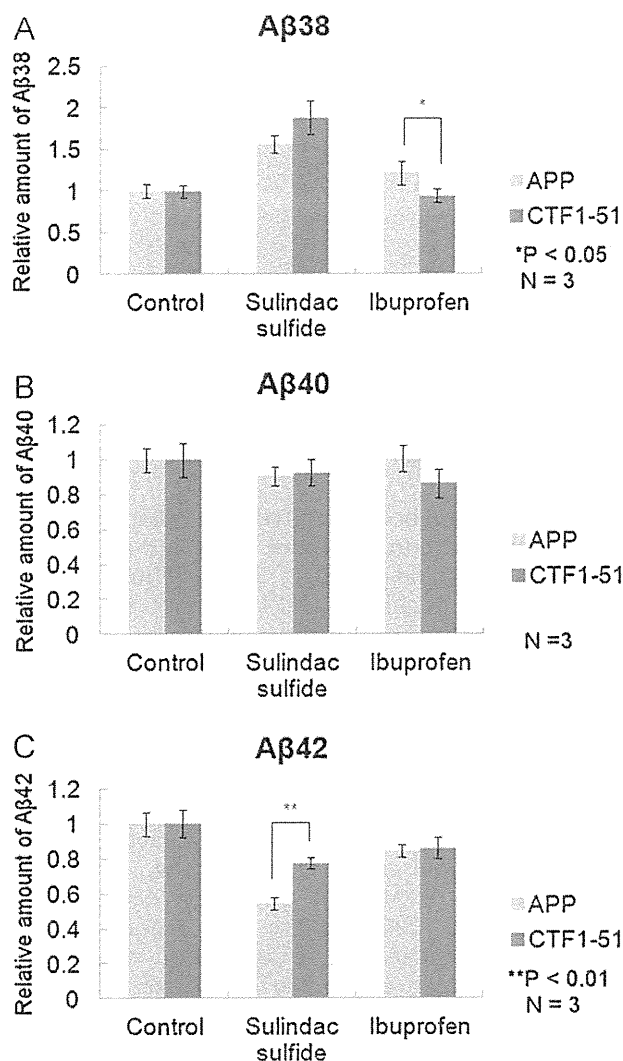 A
Aβ38
Relative amount of Aβ38
2.5
2
1.5
1
0.5
0
*
Control
Sulindac sulfide
Ibuprofen
APP
CTF1-51
*P < 0.05
N = 3
B
Aβ40
Relative amount of Aβ40
1.2
1
0.8
0.6
0.4
0.2
0
Control
Sulindac sulfide
Ibuprofen
APP
CTF1-51
N =3
C
Aβ42
Relative amount of Aβ42
1.2
1
0.8
0.6
0.4
0.2
0
**
Control
Sulindac sulfide
Ibuprofen
APP
CTF1-51
**P < 0.01
N = 3